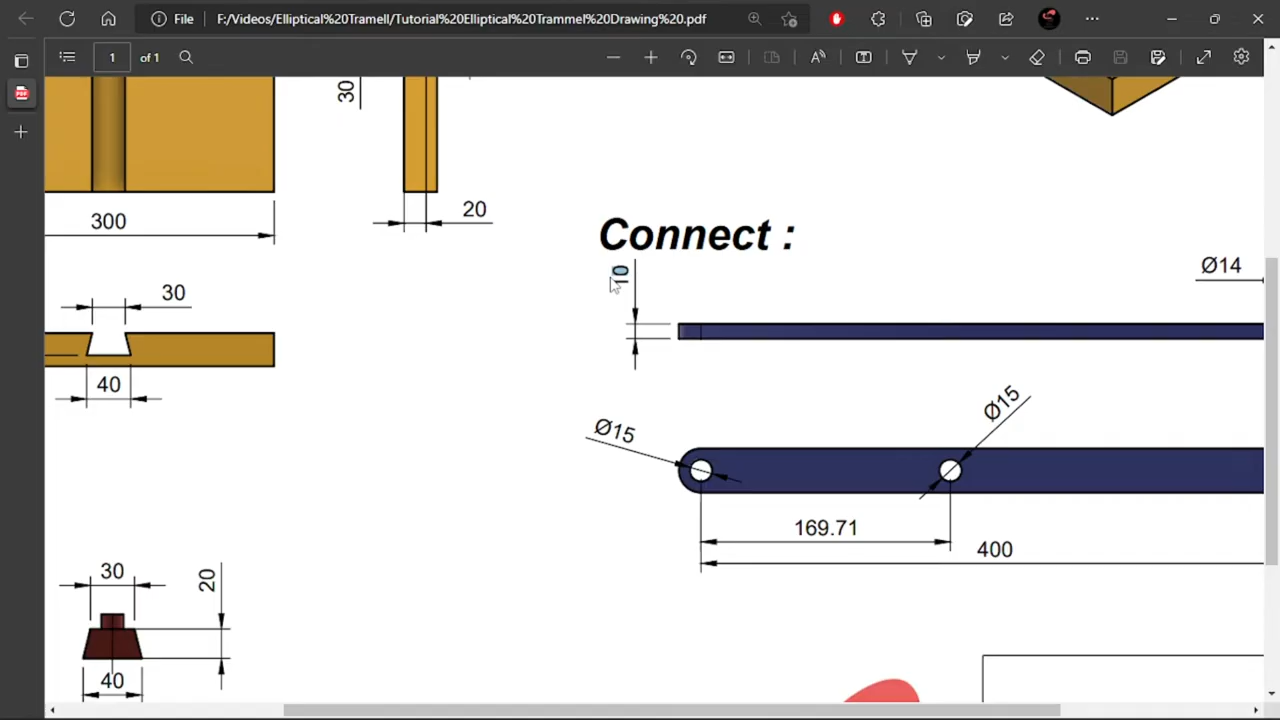 File
F:/Videos/Elliptical%20Tramell/Tutorial%20Elliptical%20Trammel%20Drawing%20.pdf
1 of 1
30
300
20
Connect :
10
Ø14
30
40
Ø15
Ø15
169.71
400
30
20
40